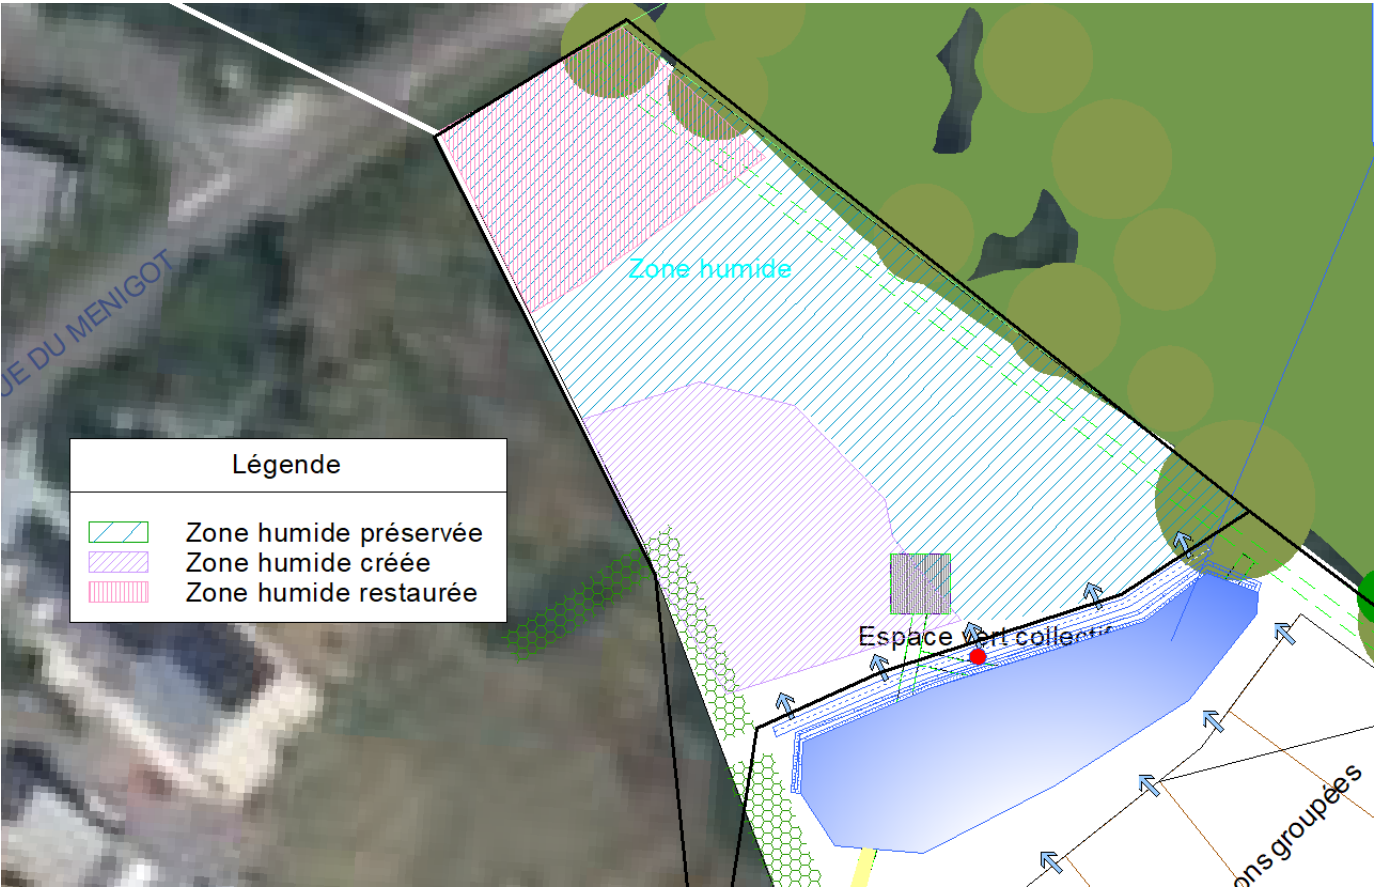 Zone humide
UE DU MENIGOT
Légende
Zone humide préservée
Zone humide créée
Zone humide restaurée
Espace vert collectif
ons groupées